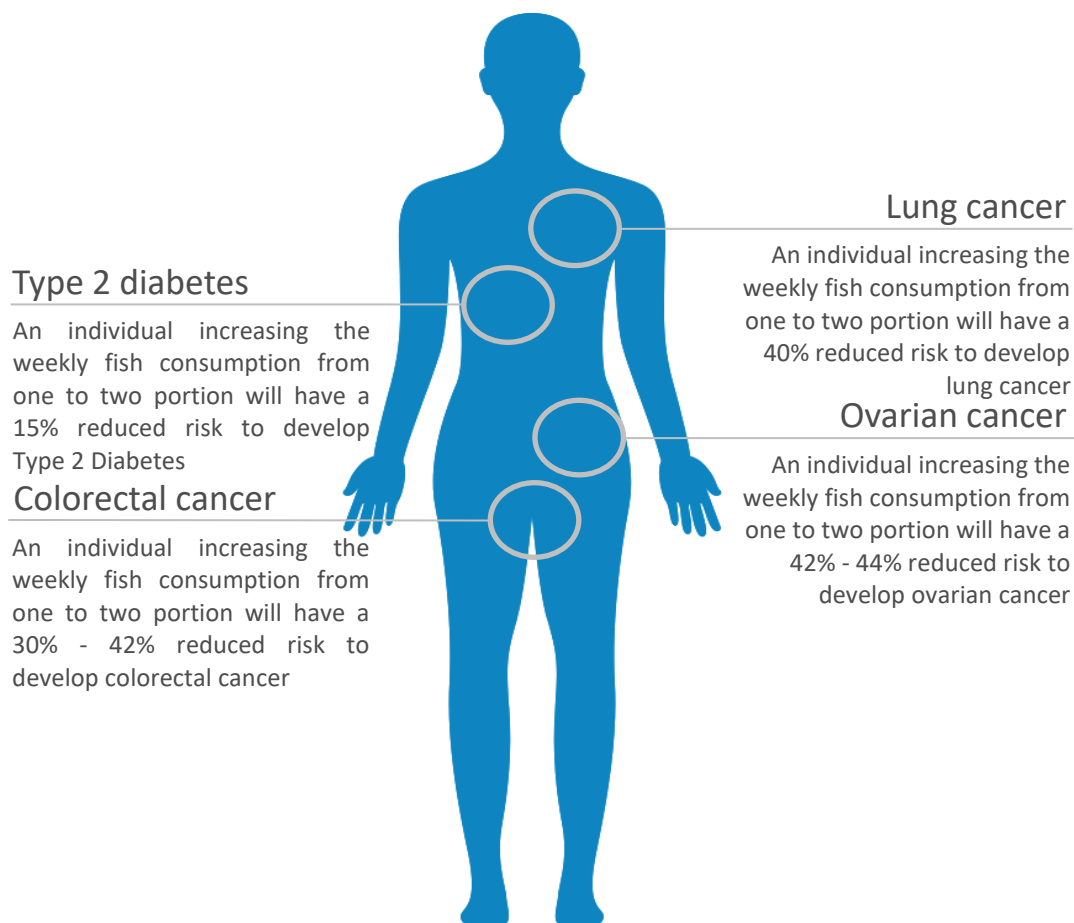 Type 2 diabetes
An individual increasing the
weekly fish consumption from
one to two portion will have a
15% reduced risk to develop
Type 2 Diabetes
Colorectal cancer
An individual increasing the
weekly fish consumption from
one to two portion will have a
30% - 42% reduced risk to
develop colorectal cancer
Lung cancer
An individual increasing the
weekly fish consumption from
one to two portion will have a
40% reduced risk to develop
lung cancer
Ovarian cancer
An individual increasing the
weekly fish consumption from
one to two portion will have a
42% - 44% reduced risk to
develop ovarian cancer